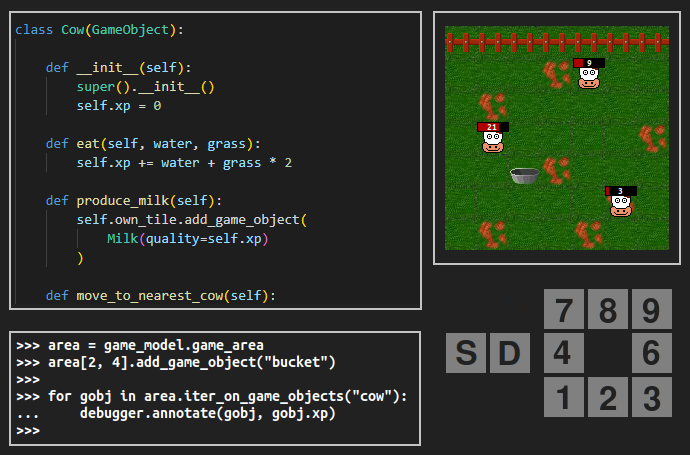 class Cow(GameObject):
    def __init__(self):
        super().__init__()
        self.xp = 0
    def eat(self, water, grass):
        self.xp += water + grass * 2
    def produce_milk(self):
        self.own_tile.add_game_object(
            Milk(quality=self.xp)
        )
    def move_to_nearest_cow(self):
>>> area = game_model.game_area
>>> area[2, 4].add_game_object("bucket")
>>>
>>> for gobj in area.iter_on_game_objects("cow"):
...     debugger.annotate(gobj, gobj.xp)
>>>
9
21
3
7 8 9
S D 4 6
1 2 3